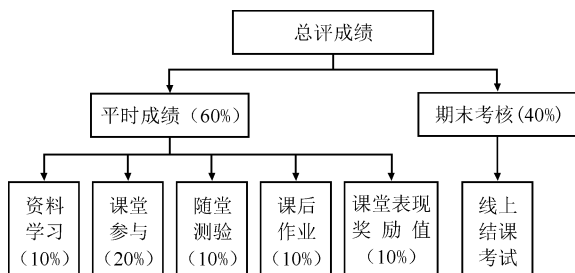 总评成绩
平时成绩（60%）
期末考核(40%)
资料
学习
（10%）
课堂
参与
（20%）
随堂
测验
（10%）
课后
作业
（10%）
课堂表现
奖励值
（10%）
线上
结课
考试